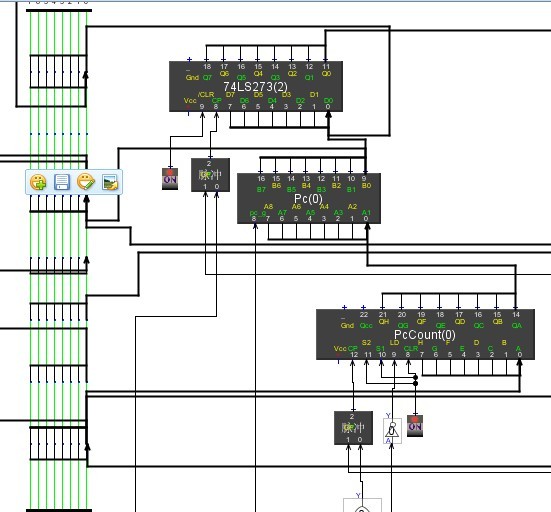 18 17 16 15 14 13 12 11
Gnd Q7 Q6 Q5 Q4 Q3 Q2 Q1 Q0
74LS273(2)
/CLR D7 D5 D3 D1
Vcc CP D6 D4 D2 D0
9 8 7 6 5 4 3 2 1 0
2
脉冲
1 0
ON
16 15 14 13 12 11 10 9
B7 B6 B5 B4 B3 B2 B1 B0
Pc(0)
A8 A6 A4 A2
pc_g A7 A5 A3 A1
8 7 6 5 4 3 2 1 0
22 21 20 19 18 17 16 15 14
Gnd Qcc QH QG QF QE QD QC QB QA
PcCount(0)
S2 LD H F D B
Vcc CP S1 CLR G E C A
12 11 10 9 8 7 6 5 4 3 2 1 0
2
脉冲
1 0
Y
A
ON
Y